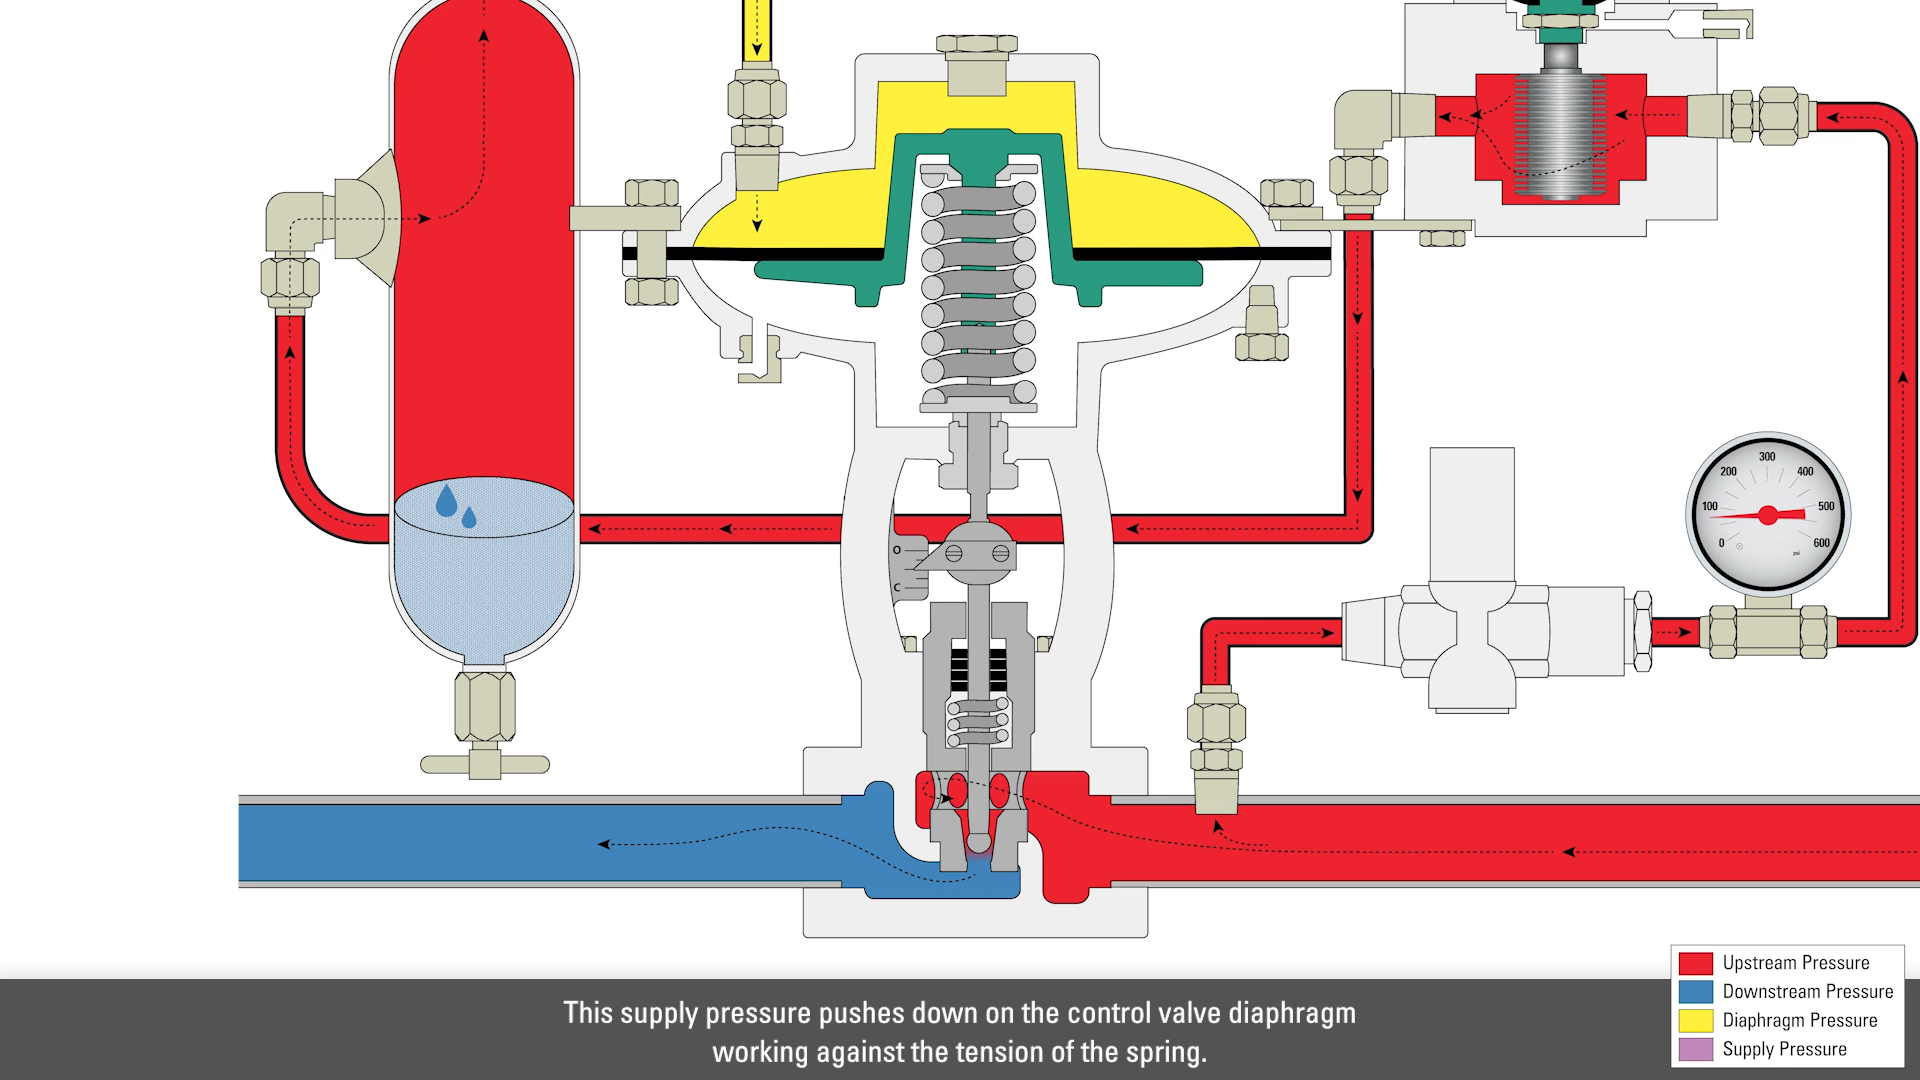 300
200
400
100
500
0
600
psi
O
C
Upstream Pressure
Downstream Pressure
Diaphragm Pressure
Supply Pressure
This supply pressure pushes down on the control valve diaphragm
working against the tension of the spring.